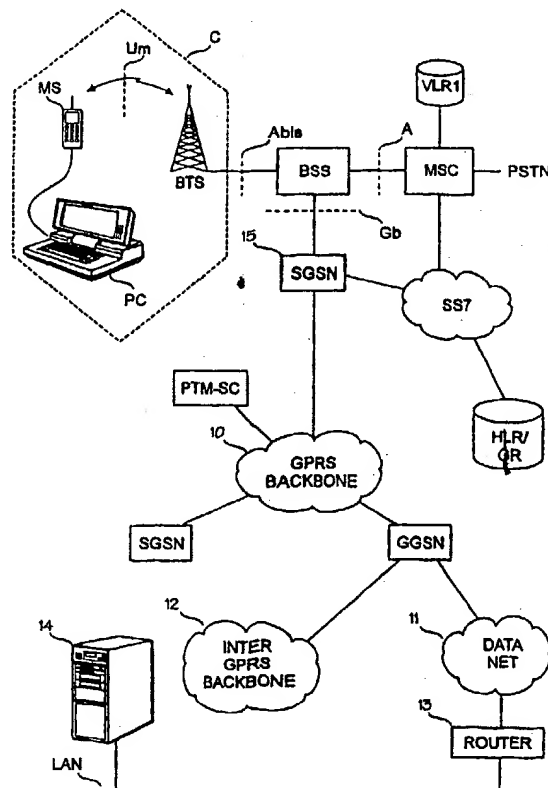 C
Um
MS
BTS
PC
Abis
A
VLR1
BSS
MSC
PSTN
Gb
15
SGSN
SS7
PTM-SC
10
GPRS
BACKBONE
HLR/
GR
SGSN
GGSN
14
12
INTER
GPRS
BACKBONE
11
DATA
NET
13
ROUTER
LAN